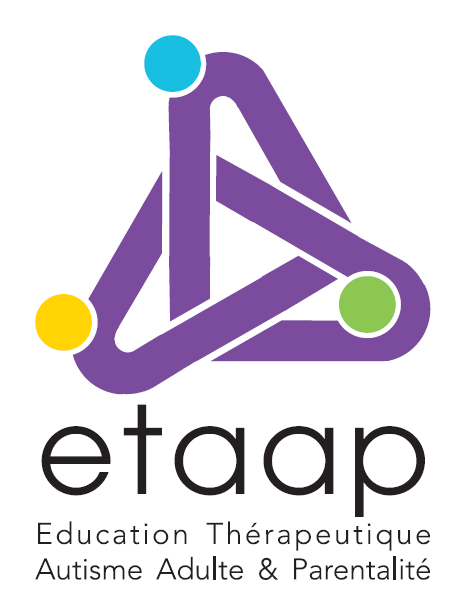 etaap
Education Thérapeutique
Autisme Adulte & Parentalité